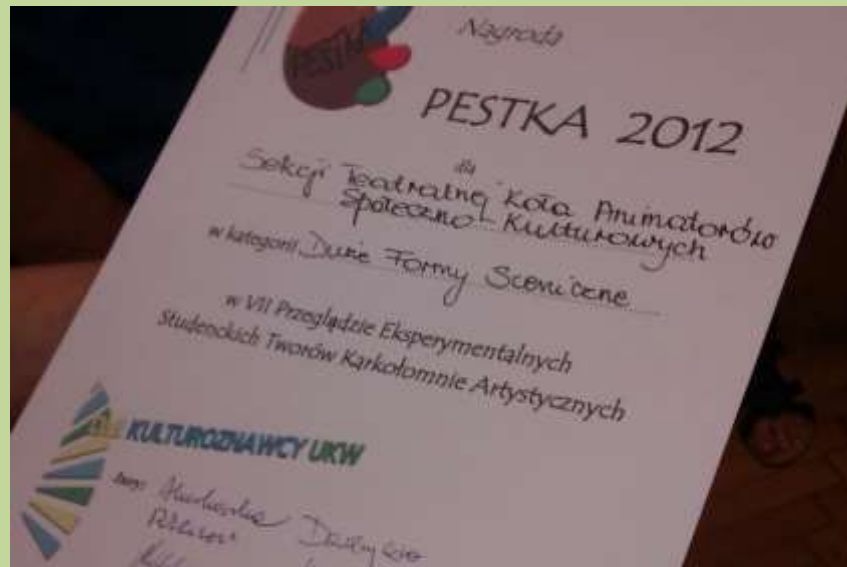 PESTKA
Nagroda
PESTKA 2012
dla
Sekcji Teatralnej Koła Animatorów
Społeczno-Kulturowych
w kategorii Duże Formy Sceniczne
w VII Przeglądzie Eksperymentalnych
Studenckich Tworów Karkołomnie Artystycznych
KULTUROZNAWCY UKW